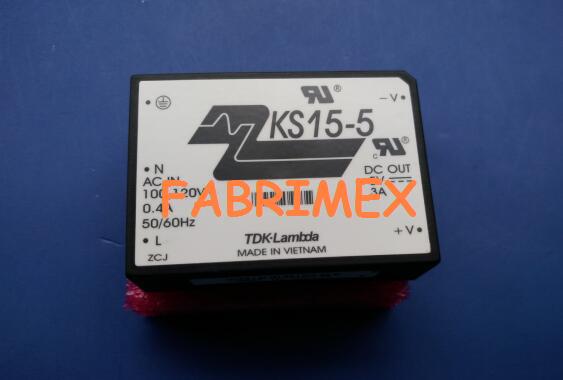 KS15-5
−V
N
AC IN
100-120V
0.4A
50/60Hz
L
ZCJ
DC OUT
5V
3A
+V
FABRIMEX
TDK-Lambda
MADE IN VIETNAM